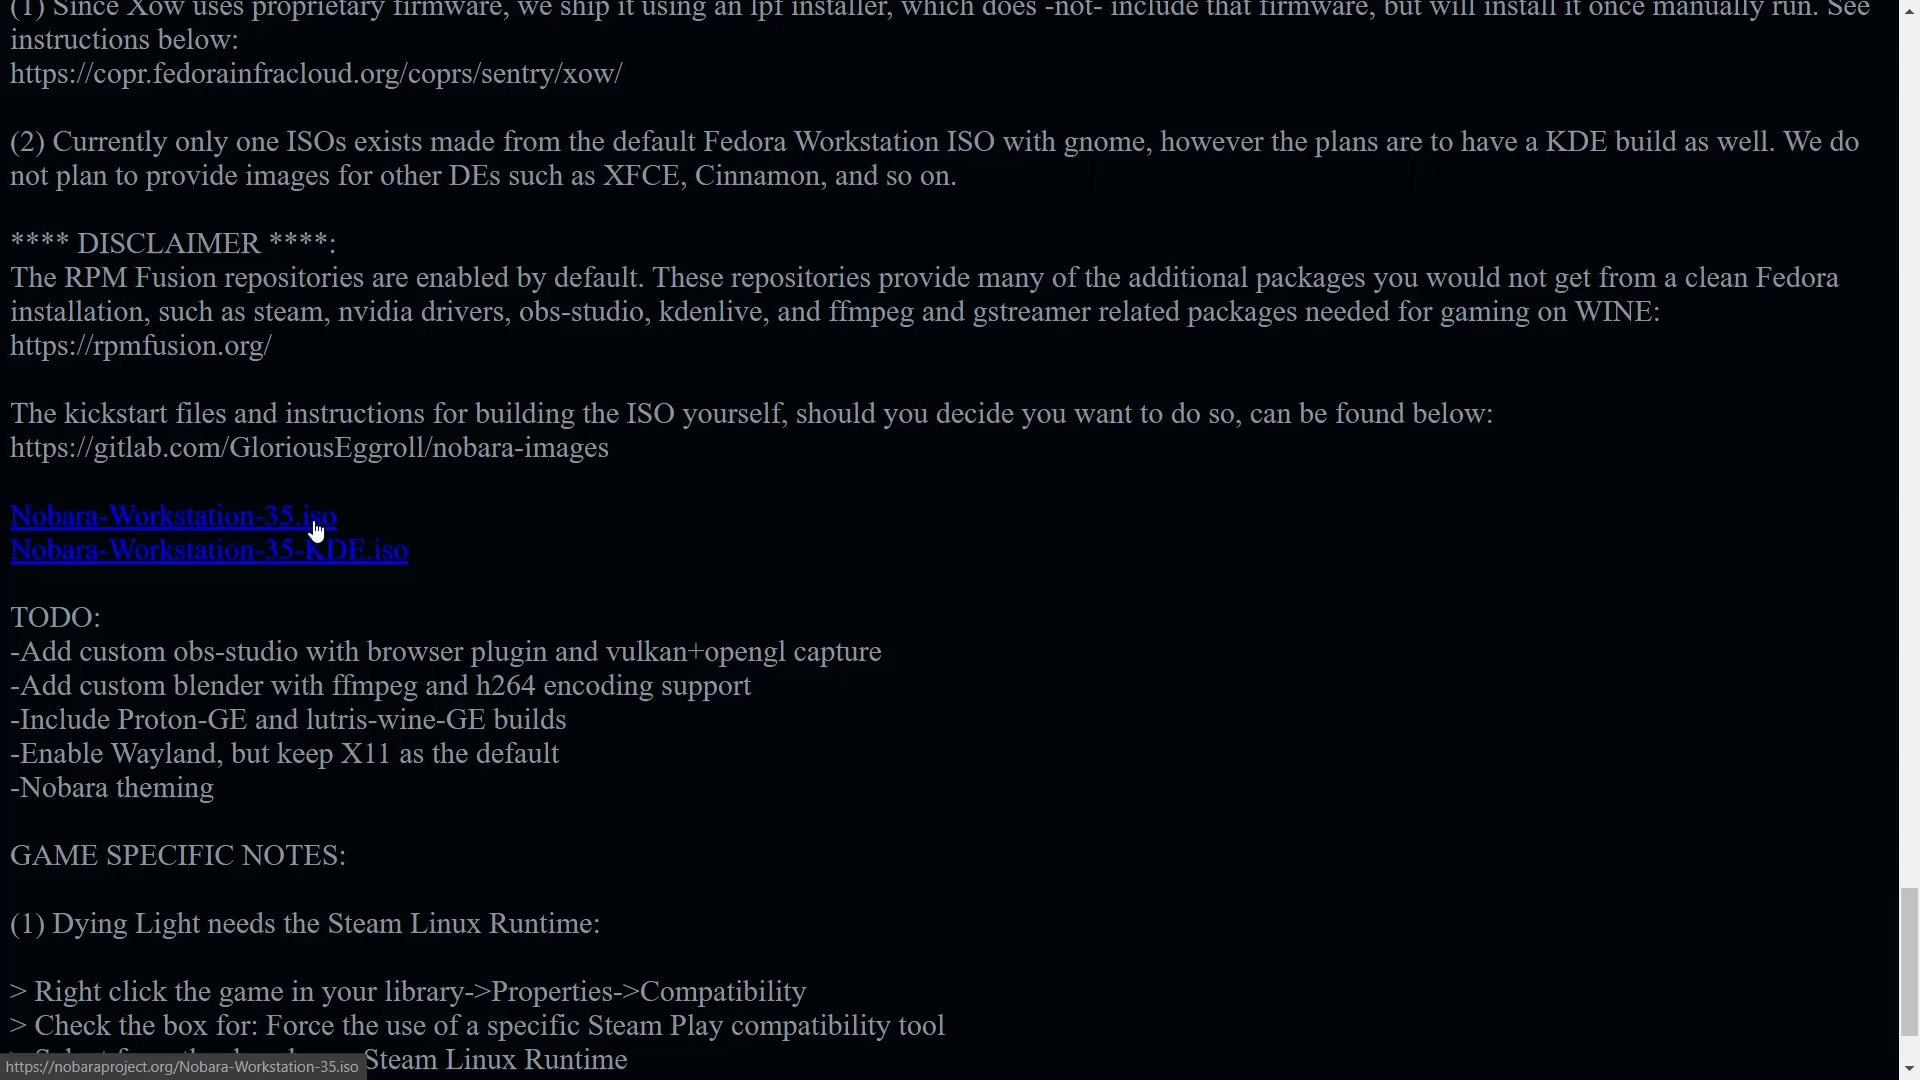 (1) Since Xow uses proprietary firmware, we ship it using an lpf installer, which does -not- include that firmware, but will install it once manually run. See
instructions below:
https://copr.fedorainfracloud.org/coprs/sentry/xow/
(2) Currently only one ISOs exists made from the default Fedora Workstation ISO with gnome, however the plans are to have a KDE build as well. We do
not plan to provide images for other DEs such as XFCE, Cinnamon, and so on.
**** DISCLAIMER ****:
The RPM Fusion repositories are enabled by default. These repositories provide many of the additional packages you would not get from a clean Fedora
installation, such as steam, nvidia drivers, obs-studio, kdenlive, and ffmpeg and gstreamer related packages needed for gaming on WINE:
https://rpmfusion.org/
The kickstart files and instructions for building the ISO yourself, should you decide you want to do so, can be found below:
https://gitlab.com/GloriousEggroll/nobara-images
Nobara-Workstation-35.iso
Nobara-Workstation-35-KDE.iso
TODO:
-Add custom obs-studio with browser plugin and vulkan+opengl capture
-Add custom blender with ffmpeg and h264 encoding support
-Include Proton-GE and lutris-wine-GE builds
-Enable Wayland, but keep X11 as the default
-Nobara theming
GAME SPECIFIC NOTES:
(1) Dying Light needs the Steam Linux Runtime:
> Right click the game in your library->Properties->Compatibility
> Check the box for: Force the use of a specific Steam Play compatibility tool
Steam Linux Runtime
https://nobaraproject.org/Nobara-Workstation-35.iso